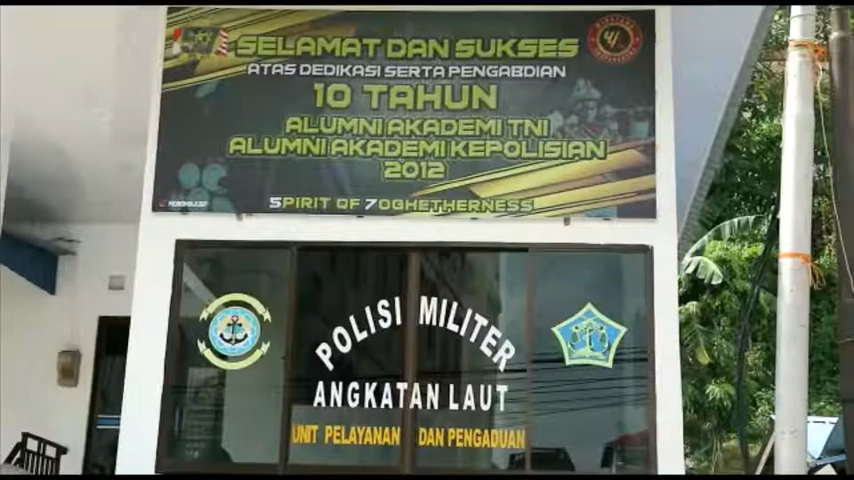 SELAMAT DAN SUKSES
ATAS DEDIKASI SERTA PENGABDIAN
10 TAHUN
ALUMNI AKADEMI TNI
ALUMNI AKADEMI KEPOLISIAN
2012
5PIRIT OF 7OGHETHERNESS
POLISI MILITER
ANGKATAN LAUT
UNIT PELAYANAN DAN PENGADUAN